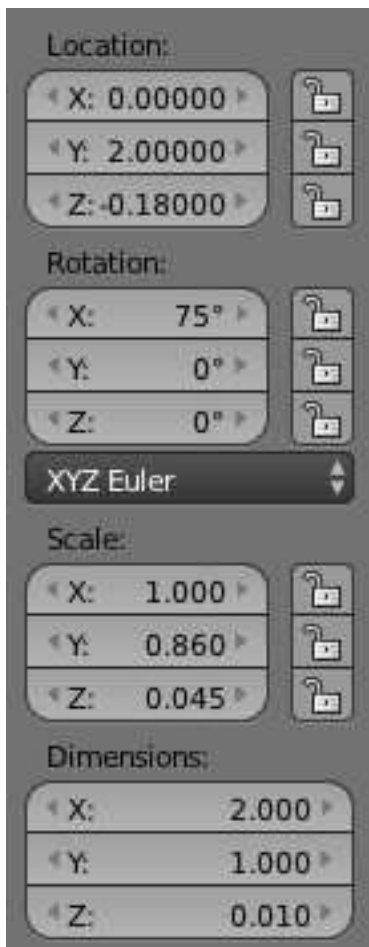 Location:
X: 0.00000
Y: 2.00000
Z: -0.18000
Rotation:
X: 75°
Y: 0°
Z: 0°
XYZ Euler
Scale:
X: 1.000
Y: 0.860
Z: 0.045
Dimensions:
X: 2.000
Y: 1.000
Z: 0.010